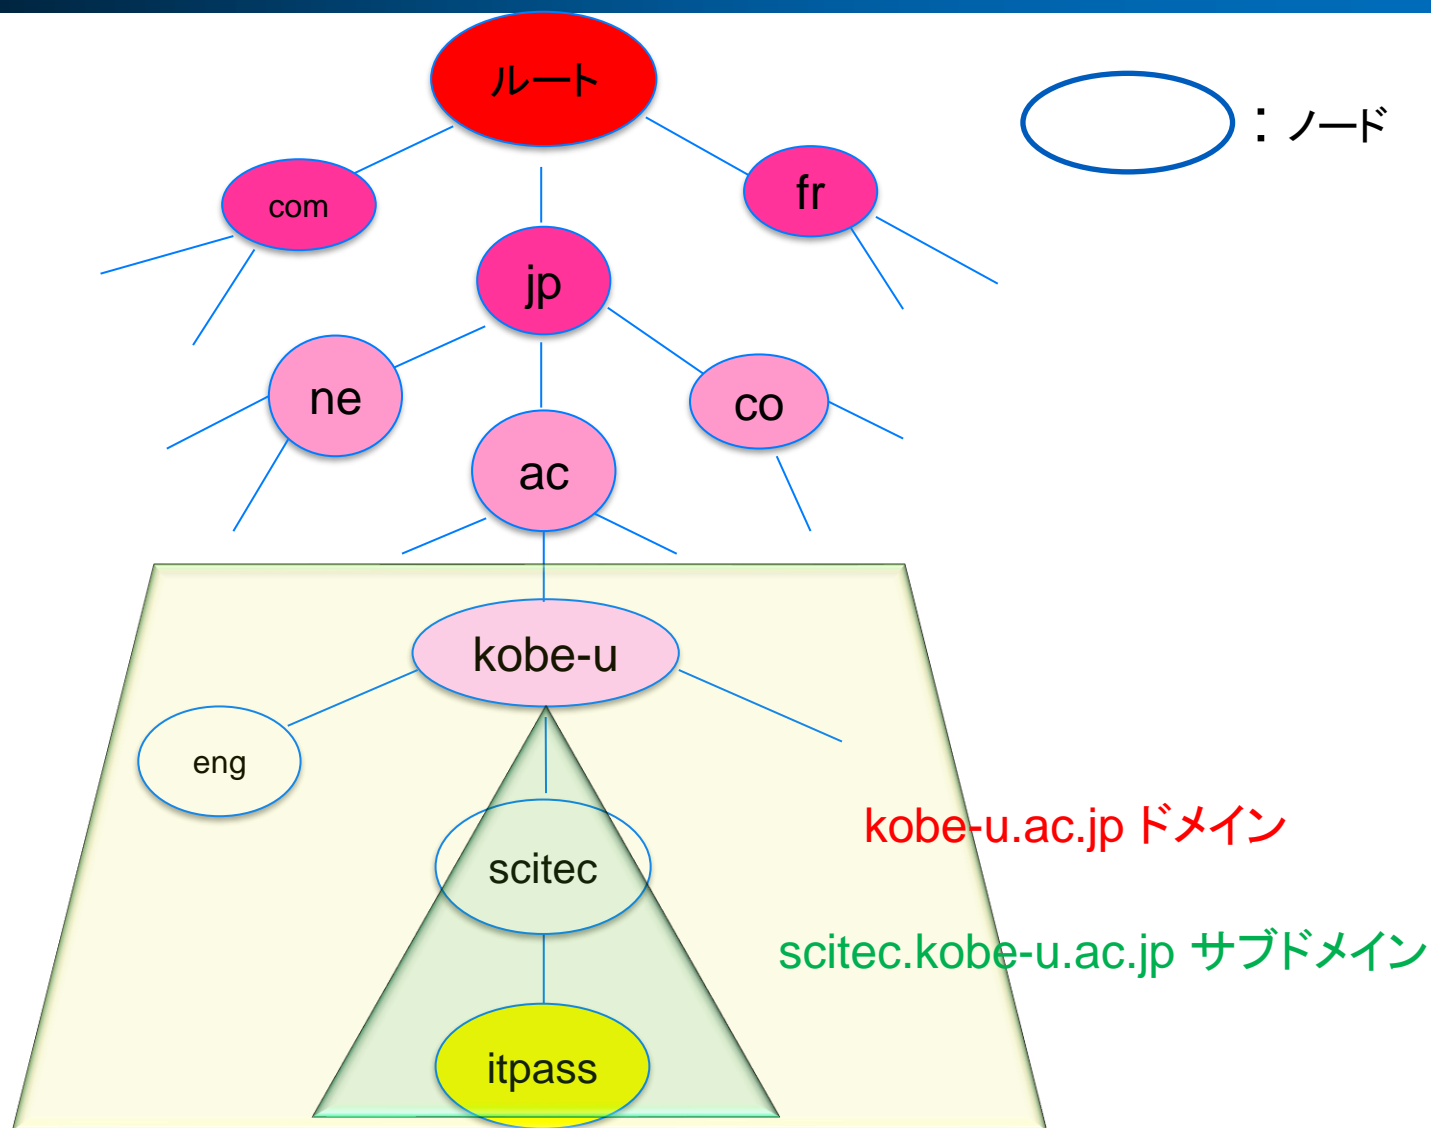 ルート
: ノード
com
fr
jp
ne
co
ac
kobe-u
eng
kobe-u.ac.jp ドメイン
scitec
scitec.kobe-u.ac.jp サブドメイン
itpass